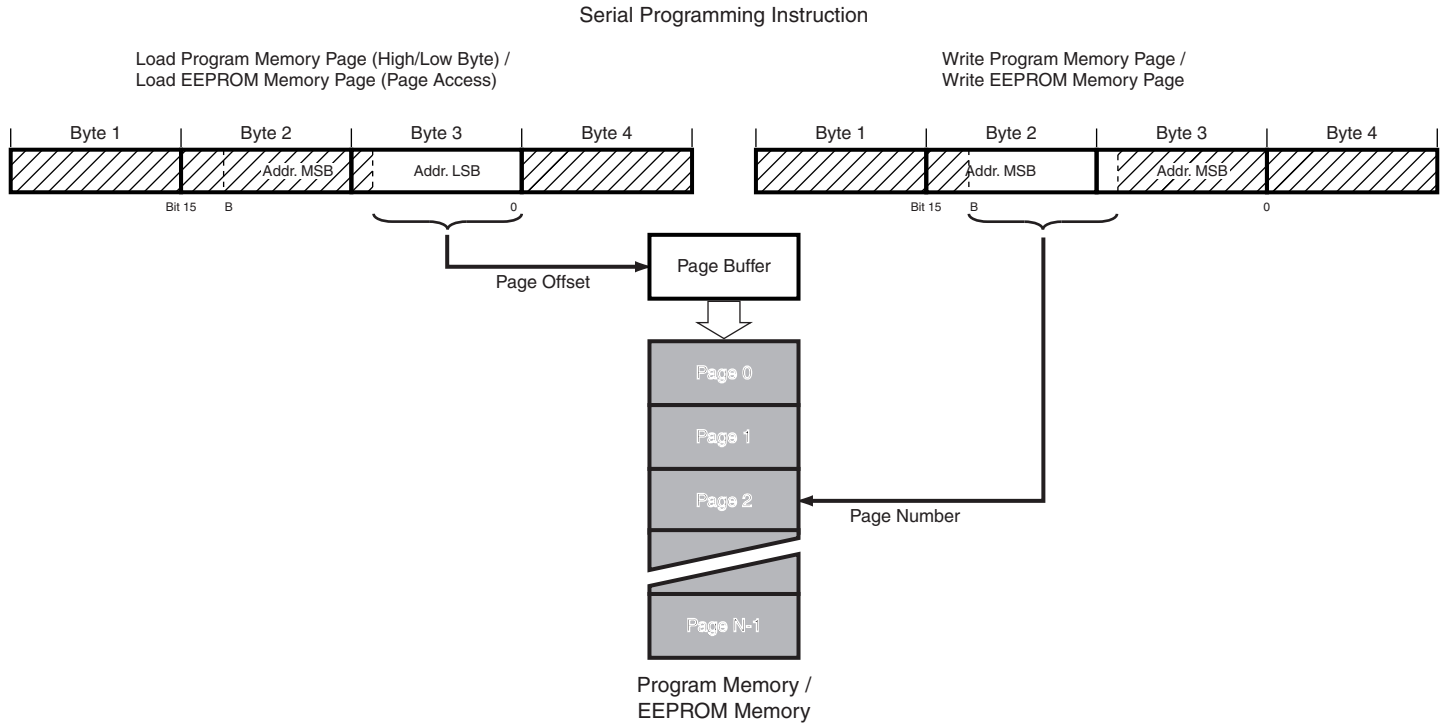 Serial Programming Instruction
Load Program Memory Page (High/Low Byte) /
Load EEPROM Memory Page (Page Access)
Write Program Memory Page /
Write EEPROM Memory Page
Byte 1 Byte 2 Byte 3 Byte 4
Byte 1 Byte 2 Byte 3 Byte 4
Addr. MSB Addr. LSB
Addr. MSB Addr. MSB
Bit 15 B 0
Bit 15 B 0
Page Buffer
Page Offset
Page 0
Page 1
Page 2
Page Number
Page N-1
Program Memory /
EEPROM Memory